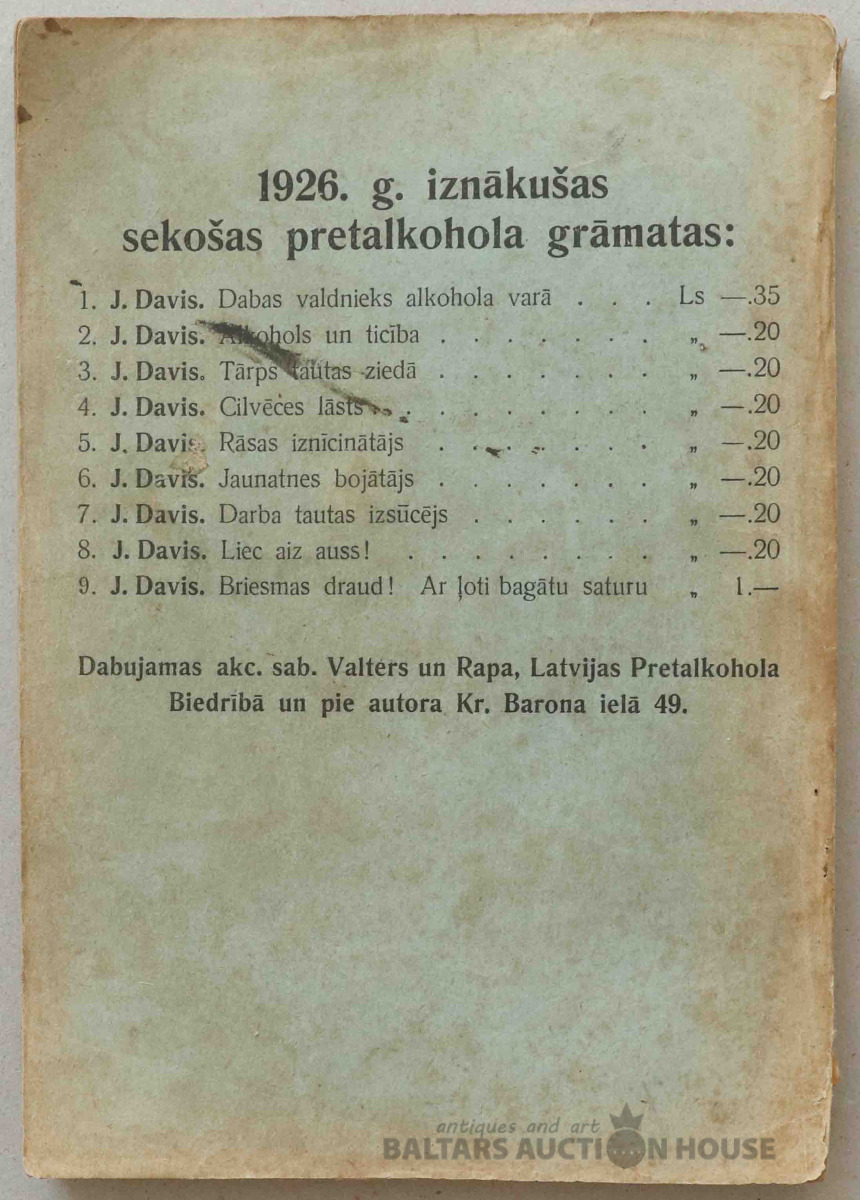 1926. g. iznākušas
sekošas pretalkohola grāmatas:
1. J. Davis. Dabas valdnieks alkohola varā . . . Ls —.35
2. J. Davis. Alkohols un ticība . . . . . . . „ —.20
3. J. Davis. Tārps tautas ziedā . . . . . . . „ —.20
4. J. Davis. Cilvēces lāsts . . . . . . . . „ —.20
5. J. Davis. Rāsas iznīcinātājs . . . . . . . „ —.20
6. J. Davis. Jaunatnes bojātājs . . . . . . . „ —.20
7. J. Davis. Darba tautas izsūcējs . . . . . . „ —.20
8. J. Davis. Liec aiz auss! . . . . . . . . „ —.20
9. J. Davis. Briesmas draud! Ar ļoti bagātu saturu „ 1.—
Dabujamas akc. sab. Valters un Rapa, Latvijas Pretalkohola
Biedrībā un pie autora Kr. Barona ielā 49.
antiques and art
BALTARS AUCTION HOUSE